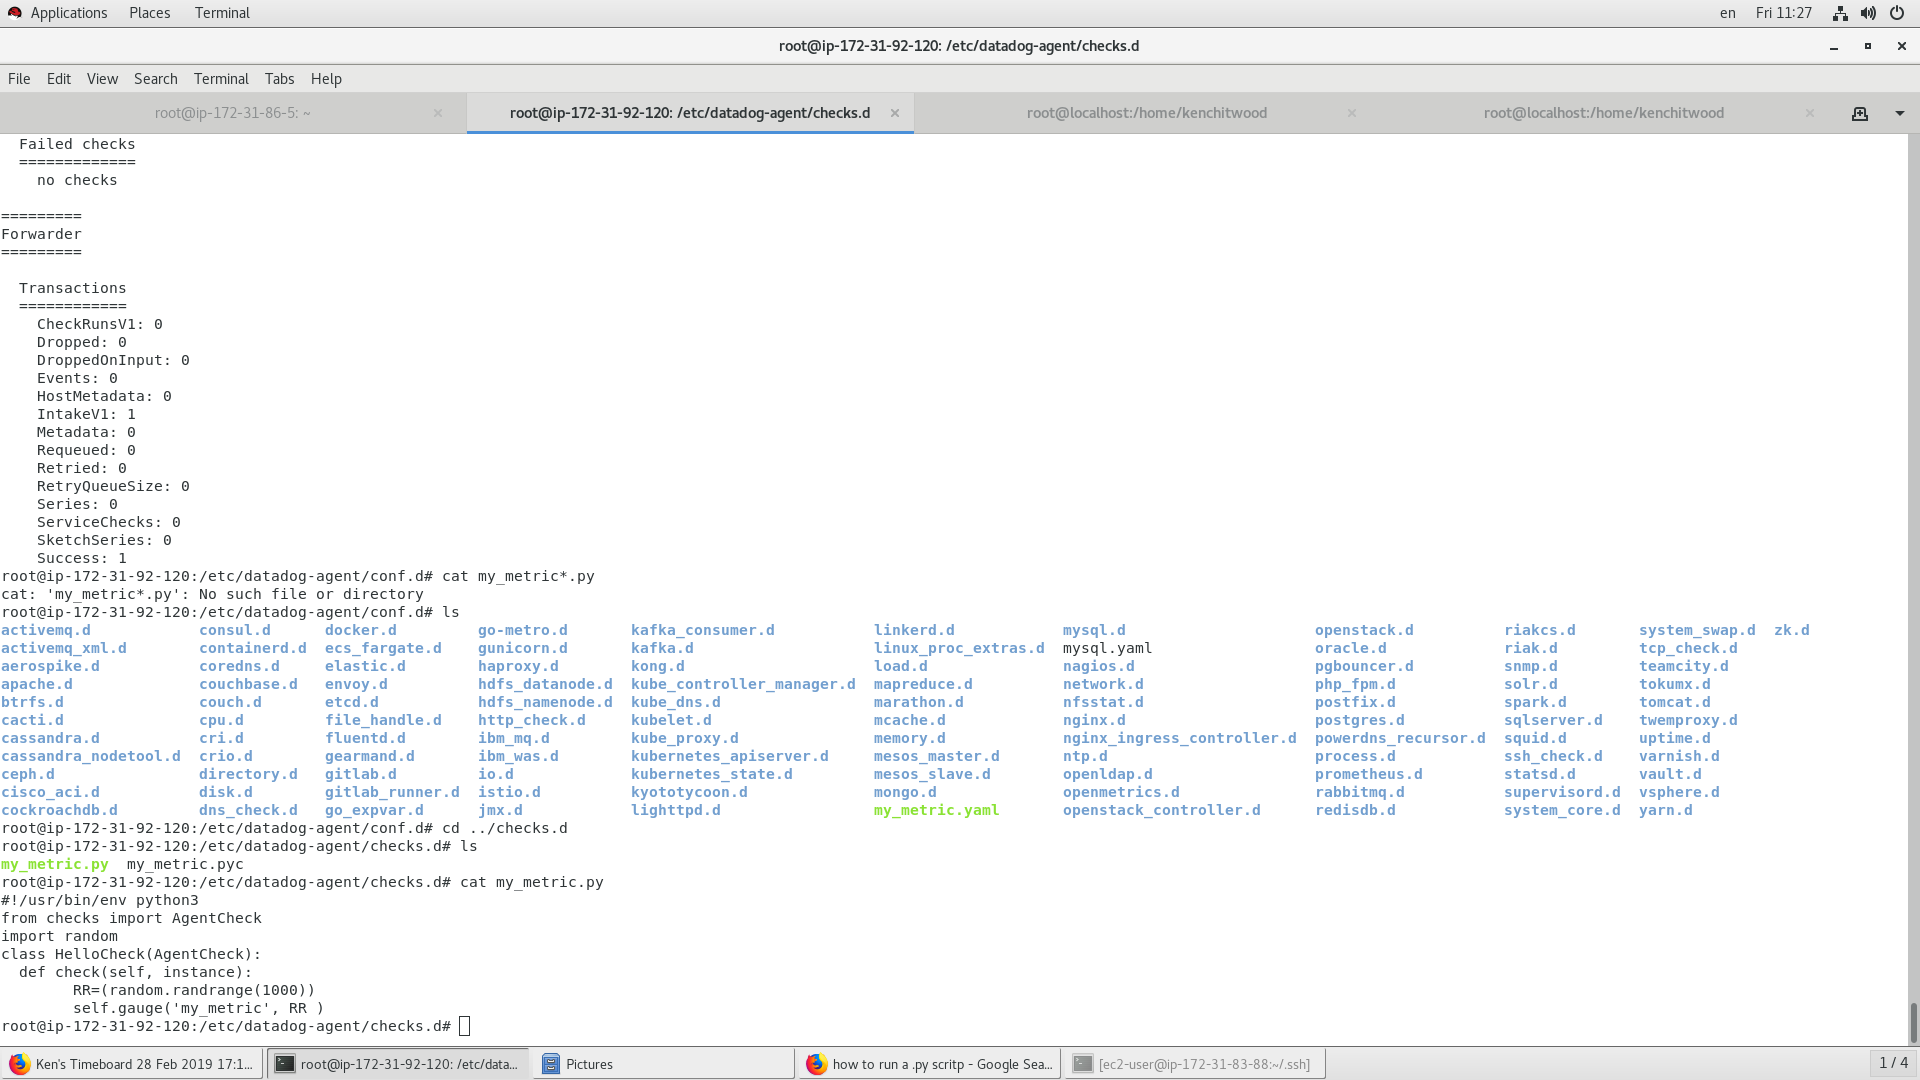 Applications Places Terminal en Fri 11:27
root@ip-172-31-92-120: /etc/datadog-agent/checks.d
File Edit View Search Terminal Tabs Help
root@ip-172-31-86-5: ~ root@ip-172-31-92-120: /etc/datadog-agent/checks.d root@localhost:/home/kenchitwood root@localhost:/home/kenchitwood
Failed checks
=============
no checks
=========
Forwarder
=========
Transactions
============
CheckRunsV1: 0
Dropped: 0
DroppedOnInput: 0
Events: 0
HostMetadata: 0
IntakeV1: 1
Metadata: 0
Requeued: 0
Retried: 0
RetryQueueSize: 0
Series: 0
ServiceChecks: 0
SketchSeries: 0
Success: 1
root@ip-172-31-92-120:/etc/datadog-agent/conf.d# cat my_metric*.py
cat: 'my_metric*.py': No such file or directory
root@ip-172-31-92-120:/etc/datadog-agent/conf.d# ls
activemq.d consul.d docker.d go-metro.d kafka_consumer.d linkerd.d mysql.d openstack.d riakcs.d system_swap.d zk.d
activemq_xml.d containerd.d ecs_fargate.d gunicorn.d kafka.d linux_proc_extras.d mysql.yaml oracle.d riak.d tcp_check.d
aerospike.d coredns.d elastic.d haproxy.d kong.d load.d nagios.d pgbouncer.d snmp.d teamcity.d
apache.d couchbase.d envoy.d hdfs_datanode.d kube_controller_manager.d mapreduce.d network.d php_fpm.d solr.d tokumx.d
btrfs.d couch.d etcd.d hdfs_namenode.d kube_dns.d marathon.d nfsstat.d postfix.d spark.d tomcat.d
cacti.d cpu.d file_handle.d http_check.d kubelet.d mcache.d nginx.d postgres.d sqlserver.d twemproxy.d
cassandra.d cri.d fluentd.d ibm_mq.d kube_proxy.d memory.d nginx_ingress_controller.d powerdns_recursor.d squid.d uptime.d
cassandra_nodetool.d crio.d gearmand.d ibm_was.d kubernetes_apiserver.d mesos_master.d ntp.d process.d ssh_check.d varnish.d
ceph.d directory.d gitlab.d io.d kubernetes_state.d mesos_slave.d openldap.d prometheus.d statsd.d vault.d
cisco_aci.d disk.d gitlab_runner.d istio.d kyototycoon.d mongo.d openmetrics.d rabbitmq.d supervisord.d vsphere.d
cockroachdb.d dns_check.d go_expvar.d jmx.d lighttpd.d my_metric.yaml openstack_controller.d redisdb.d system_core.d yarn.d
root@ip-172-31-92-120:/etc/datadog-agent/conf.d# cd ../checks.d
root@ip-172-31-92-120:/etc/datadog-agent/checks.d# ls
my_metric.py my_metric.pyc
root@ip-172-31-92-120:/etc/datadog-agent/checks.d# cat my_metric.py
#!/usr/bin/env python3
from checks import AgentCheck
import random
class HelloCheck(AgentCheck):
def check(self, instance):
RR=(random.randrange(1000))
self.gauge('my_metric', RR )
root@ip-172-31-92-120:/etc/datadog-agent/checks.d#
Ken's Timeboard 28 Feb 2019 17:1... root@ip-172-31-92-120: /etc/data... Pictures how to run a .py scritp - Google Sea... [ec2-user@ip-172-31-83-88:~/.ssh] 1 / 4